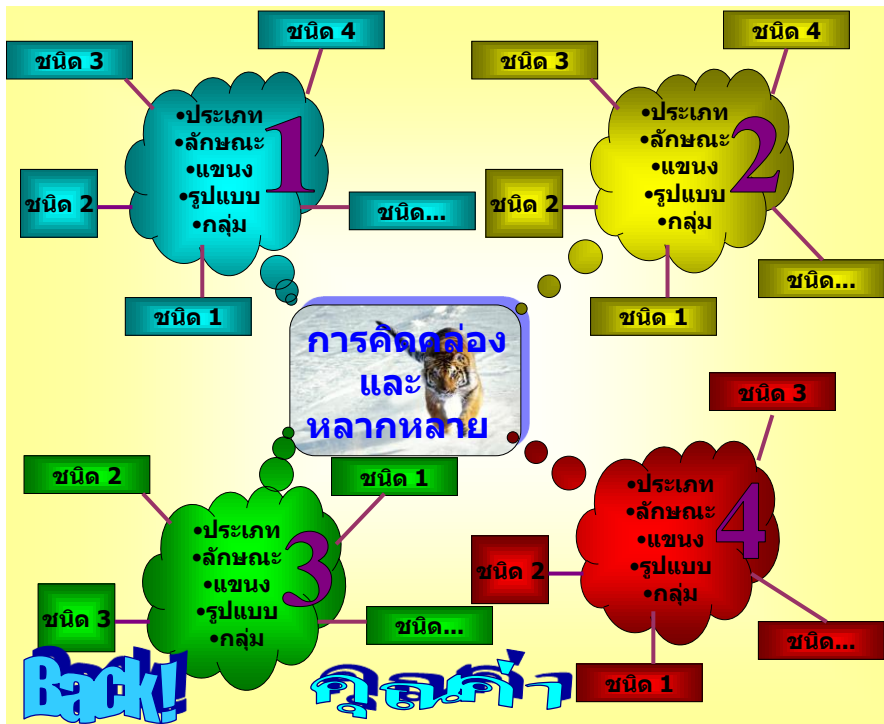 ชนิด 3
ชนิด 4
•ประเภท
•ลักษณะ
•แขนง
•รูปแบบ
•กลุ่ม
1
ชนิด 2
ชนิด...
ชนิด 1
ชนิด 3
ชนิด 4
•ประเภท
•ลักษณะ
•แขนง
•รูปแบบ
•กลุ่ม
2
ชนิด 2
ชนิด...
ชนิด 1
การคิดคล่อง
และ
หลากหลาย
ชนิด 2
ชนิด 1
•ประเภท
•ลักษณะ
•แขนง
•รูปแบบ
•กลุ่ม
3
ชนิด 3
ชนิด...
ชนิด 3
•ประเภท
•ลักษณะ
•แขนง
•รูปแบบ
•กลุ่ม
4
ชนิด 2
ชนิด...
ชนิด 1
Back!
คุณค่า